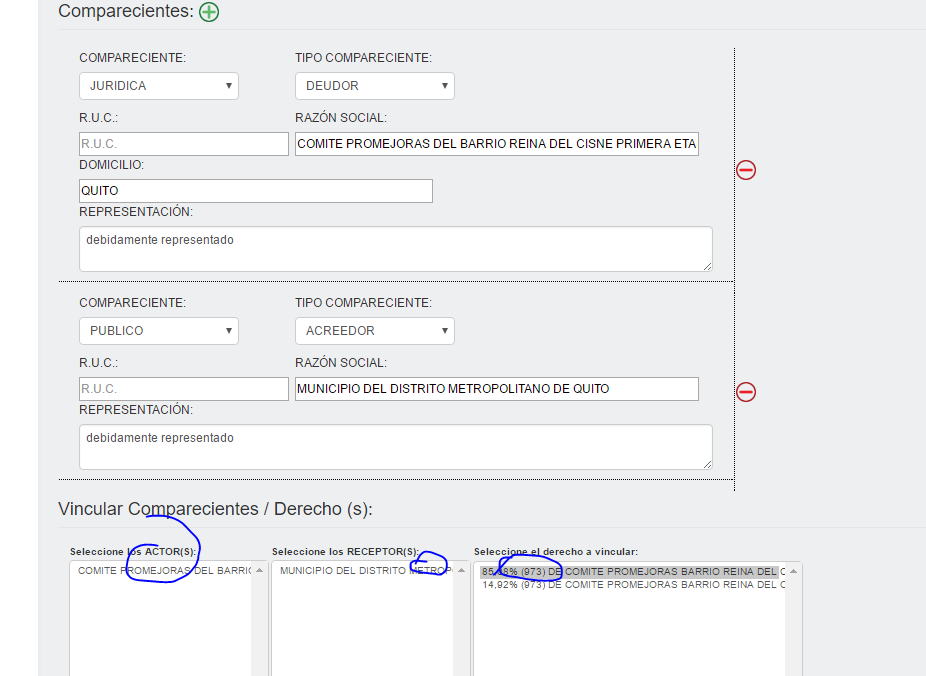 Comparecientes:
COMPARECIENTE: TIPO COMPARECIENTE:
JURIDICA DEUDOR
R.U.C.: RAZÓN SOCIAL:
R.U.C. COMITE PROMEJORAS DEL BARRIO REINA DEL CISNE PRIMERA ETA
DOMICILIO:
QUITO
REPRESENTACIÓN:
debidamente representado
COMPARECIENTE: TIPO COMPARECIENTE:
PUBLICO ACREEDOR
R.U.C.: RAZÓN SOCIAL:
R.U.C. MUNICIPIO DEL DISTRITO METROPOLITANO DE QUITO
REPRESENTACIÓN:
debidamente representado
Vincular Comparecientes / Derecho (s):
Seleccione los ACTOR(S): Seleccione los RECEPTOR(S): Seleccione el derecho a vincular:
COMITE PROMEJORAS DEL BARRIO MUNICIPIO DEL DISTRITO METROP (973) DE COMITE PROMEJORAS BARRIO REINA DEL C
14,92% (973) DE COMITE PROMEJORAS BARRIO REINA DEL C